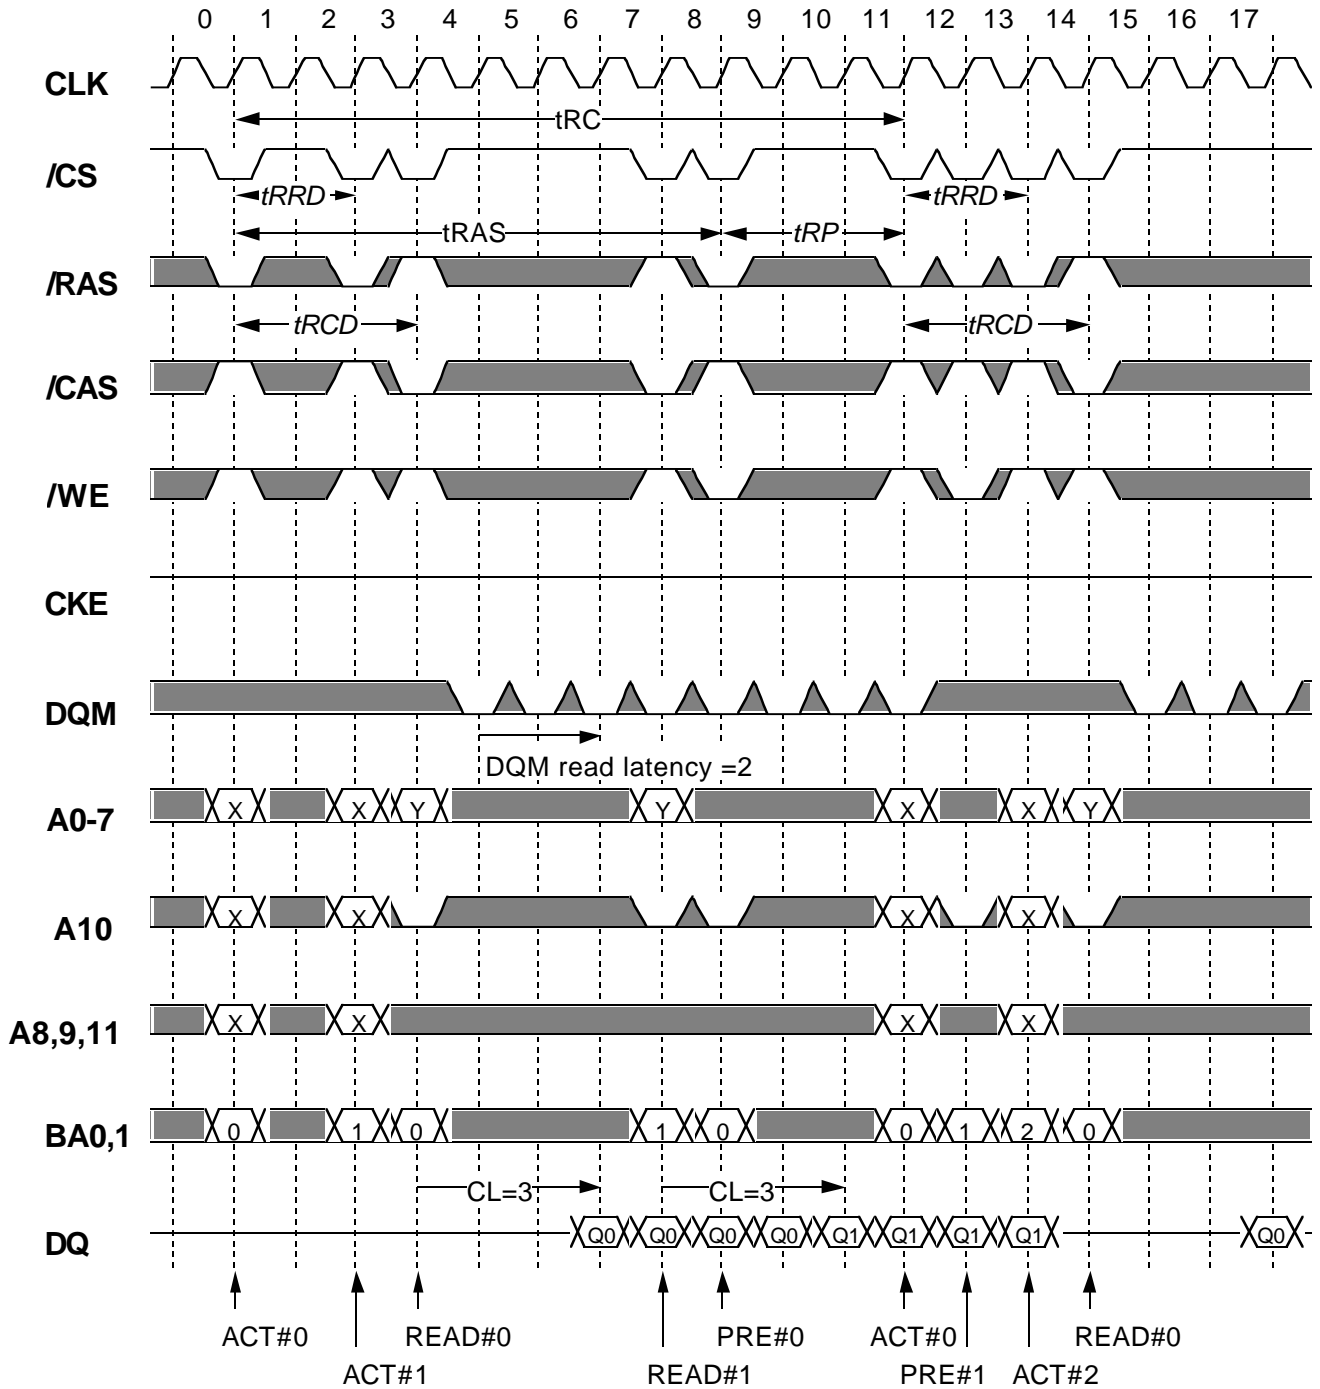 0 1 2 3 4 5 6 7 8 9 10 11 12 13 14 15 16 17
CLK
tRC
/CS
tRRD tRRD
tRAS tRP
/RAS
tRCD tRCD
/CAS
/WE
CKE
DQM
DQM read latency =2
A0-7 X X Y Y X X Y
A10 X X X X
A8,9,11 X X X X
BA0,1 0 1 0 1 0 0 1 2 0
CL=3 CL=3
DQ Q0 Q0 Q0 Q0 Q1 Q1 Q1 Q1 Q0
ACT#0 READ#0 PRE#0 ACT#0 READ#0
ACT#1 READ#1 PRE#1 ACT#2